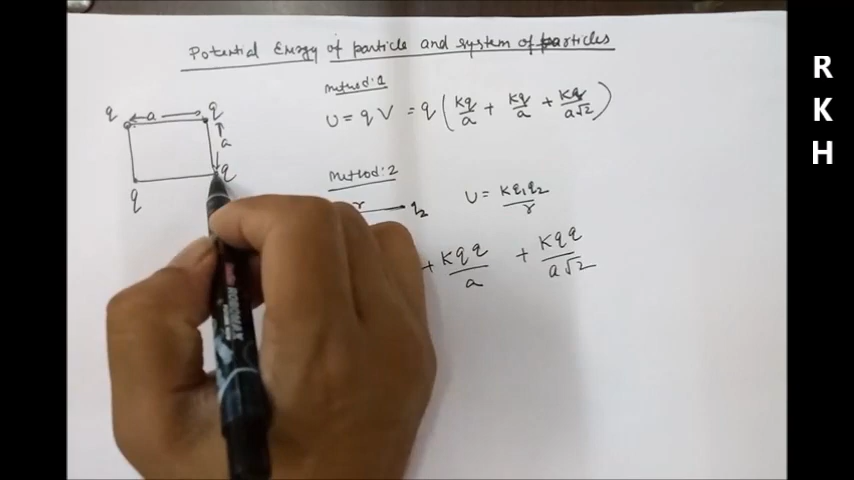 Potential Energy of particle and system of particles
Method:1
U = qV = q (Kq/a + Kq/a + Kq/a√2)
q a q
a
q q
Method:2
r q₂ U = Kq₁q₂/r
+ Kqq/a + Kqq/a√2
R
K
H